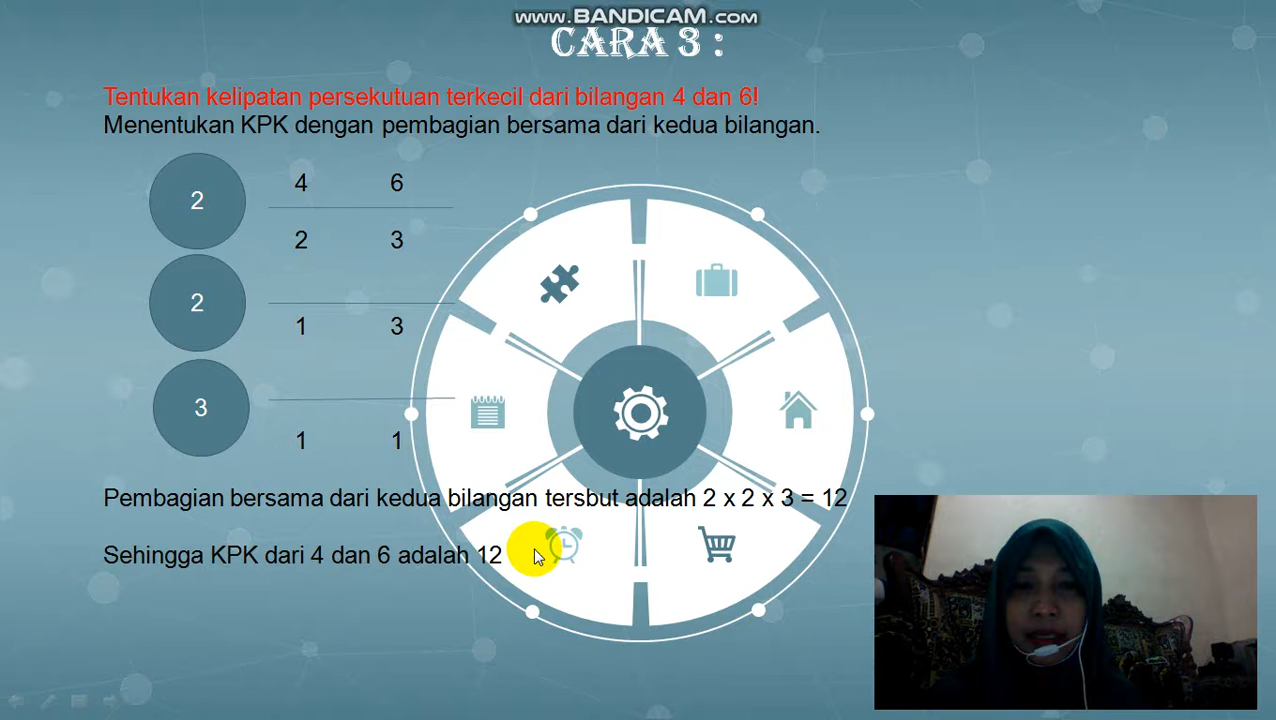 www.BANDICAM.com
CARA 3 :
Tentukan kelipatan persekutuan terkecil dari bilangan 4 dan 6!
Menentukan KPK dengan pembagian bersama dari kedua bilangan.
2 4 6
2 3
2
1 3
3
1 1
Pembagian bersama dari kedua bilangan tersbut adalah 2 x 2 x 3 = 12
Sehingga KPK dari 4 dan 6 adalah 12